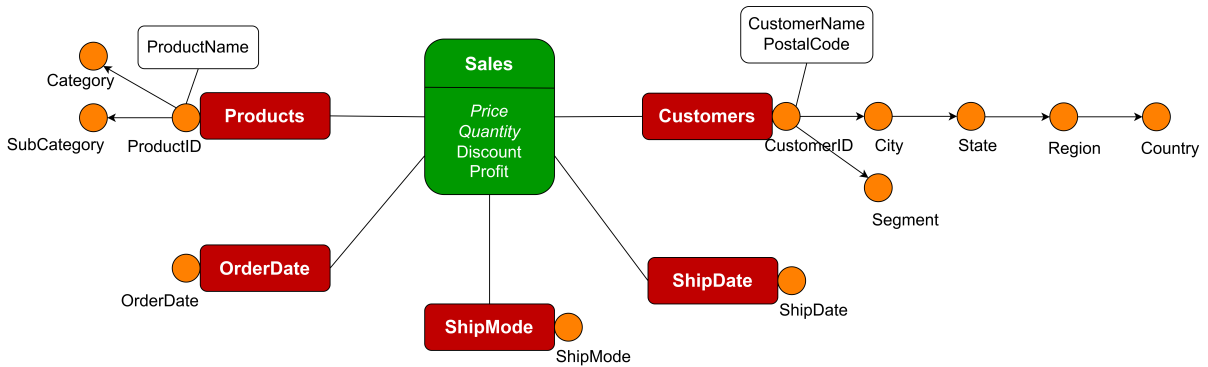 CustomerName
PostalCode
ProductName
Sales
Category
Price
Quantity
Discount
Profit
Products
Customers
SubCategory
ProductID
CustomerID
City
State
Region
Country
Segment
OrderDate
OrderDate
ShipDate
ShipDate
ShipMode
ShipMode